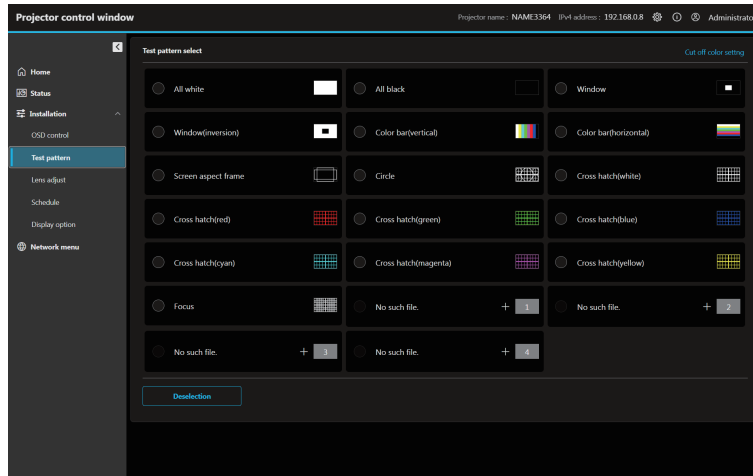 Projector control window
Projector name : NAME3364 IPv4 address : 192.168.0.8 Administrato
Test pattern select
Cut off color settng
Home
Status
Installation
OSD control
Test pattern
Lens adjust
Schedule
Display option
Network menu
All white
All black
Window
Window(inversion)
Color bar(vertical)
Color bar(horizontal)
Screen aspect frame
Circle
Cross hatch(white)
Cross hatch(red)
Cross hatch(green)
Cross hatch(blue)
Cross hatch(cyan)
Cross hatch(magenta)
Cross hatch(yellow)
Focus
No such file. + 1
No such file. + 2
No such file. + 3
No such file. + 4
Deselection